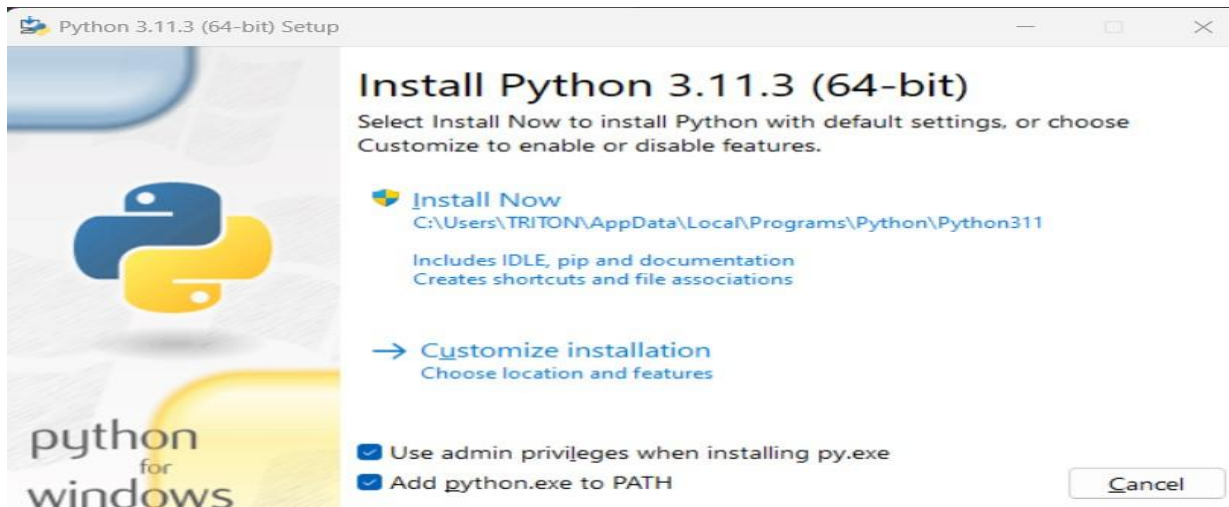 Python 3.11.3 (64-bit) Setup
Install Python 3.11.3 (64-bit)
Select Install Now to install Python with default settings, or choose
Customize to enable or disable features.
Install Now
C:\Users\TRITON\AppData\Local\Programs\Python\Python311
Includes IDLE, pip and documentation
Creates shortcuts and file associations
Customize installation
Choose location and features
python
for
windows
Use admin privileges when installing py.exe
Add python.exe to PATH
Cancel